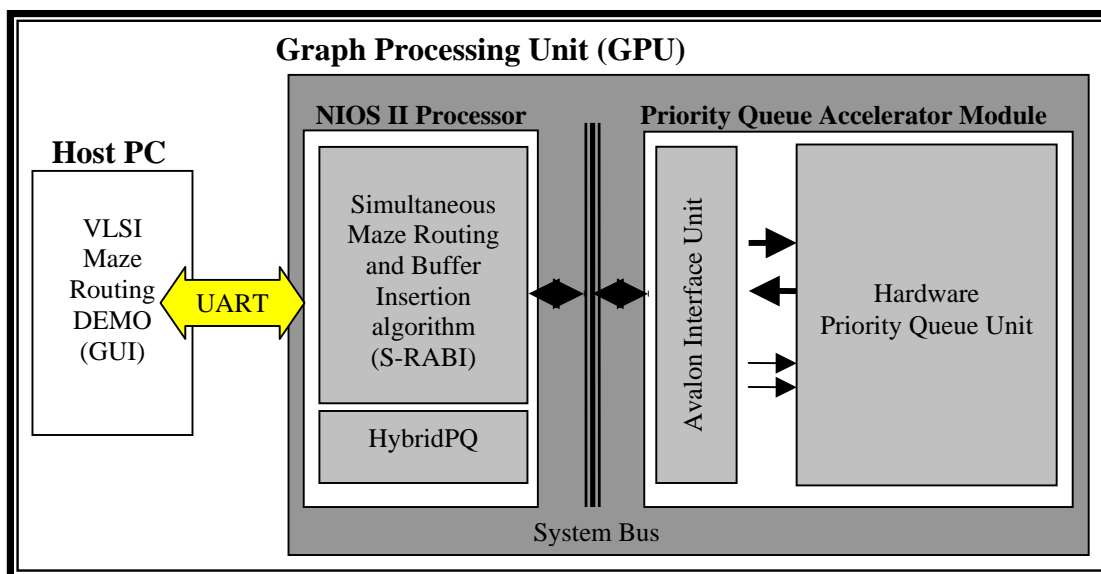 Graph Processing Unit (GPU)
Host PC
VLSI
Maze
Routing
DEMO
(GUI)
UART
NIOS II Processor
Simultaneous
Maze Routing
and Buffer
Insertion
algorithm
(S-RABI)
HybridPQ
System Bus
Priority Queue Accelerator Module
Avalon Interface Unit
Hardware
Priority Queue Unit